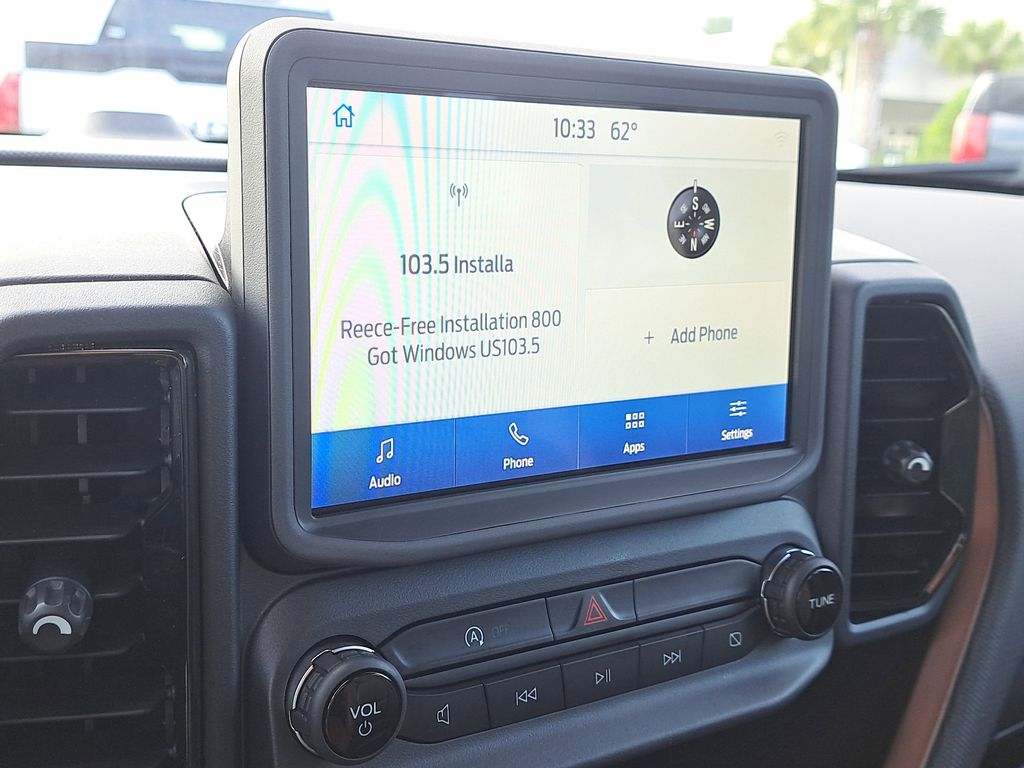 10:33 62°
103.5 Installa
Reece-Free Installation 800
Got Windows US103.5
S
E W
N
+ Add Phone
Audio
Phone
Apps
Settings
A OFF
VOL
TUNE